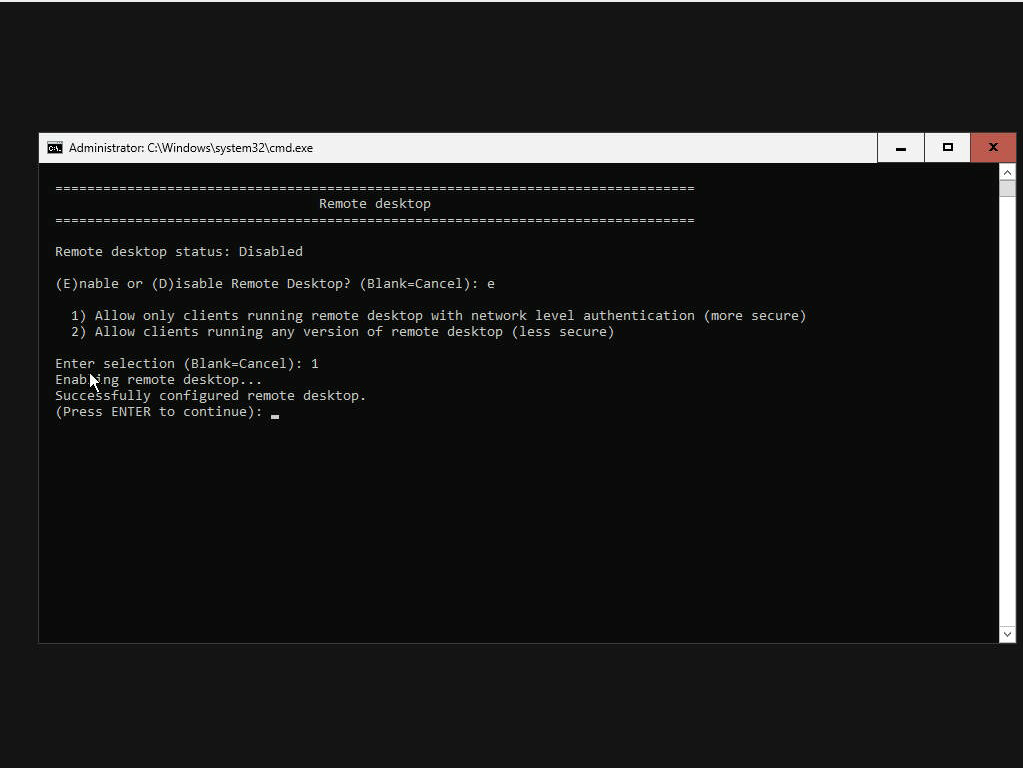 Administrator: C:\Windows\system32\cmd.exe
================================================================================
Remote desktop
================================================================================
Remote desktop status: Disabled
(E)nable or (D)isable Remote Desktop? (Blank=Cancel): e
1) Allow only clients running remote desktop with network level authentication (more secure)
2) Allow clients running any version of remote desktop (less secure)
Enter selection (Blank=Cancel): 1
Enabling remote desktop...
Successfully configured remote desktop.
(Press ENTER to continue):